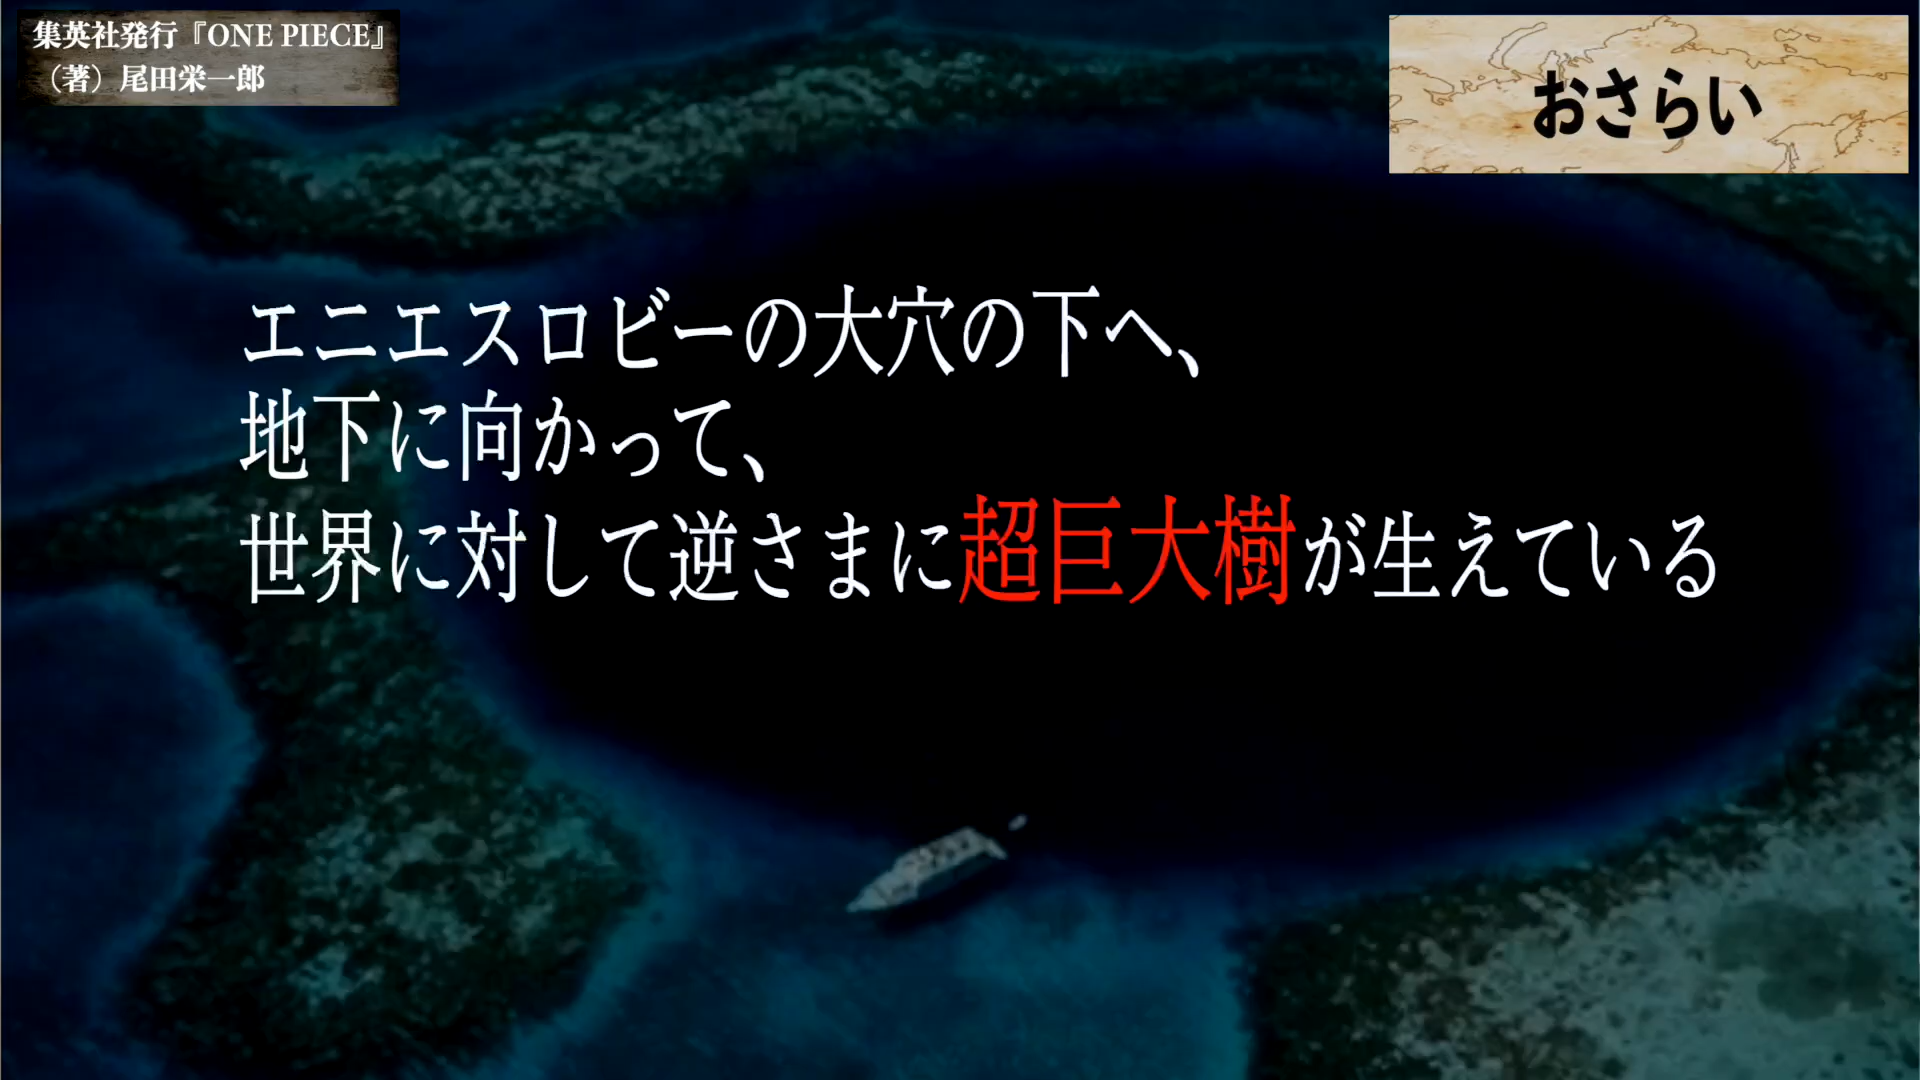 集英社発行『ONE PIECE』
（著）尾田栄一郎
おさらい
エニエスロビーの大穴の下へ、
地下に向かって、
世界に対して逆さまに超巨大樹が生えている